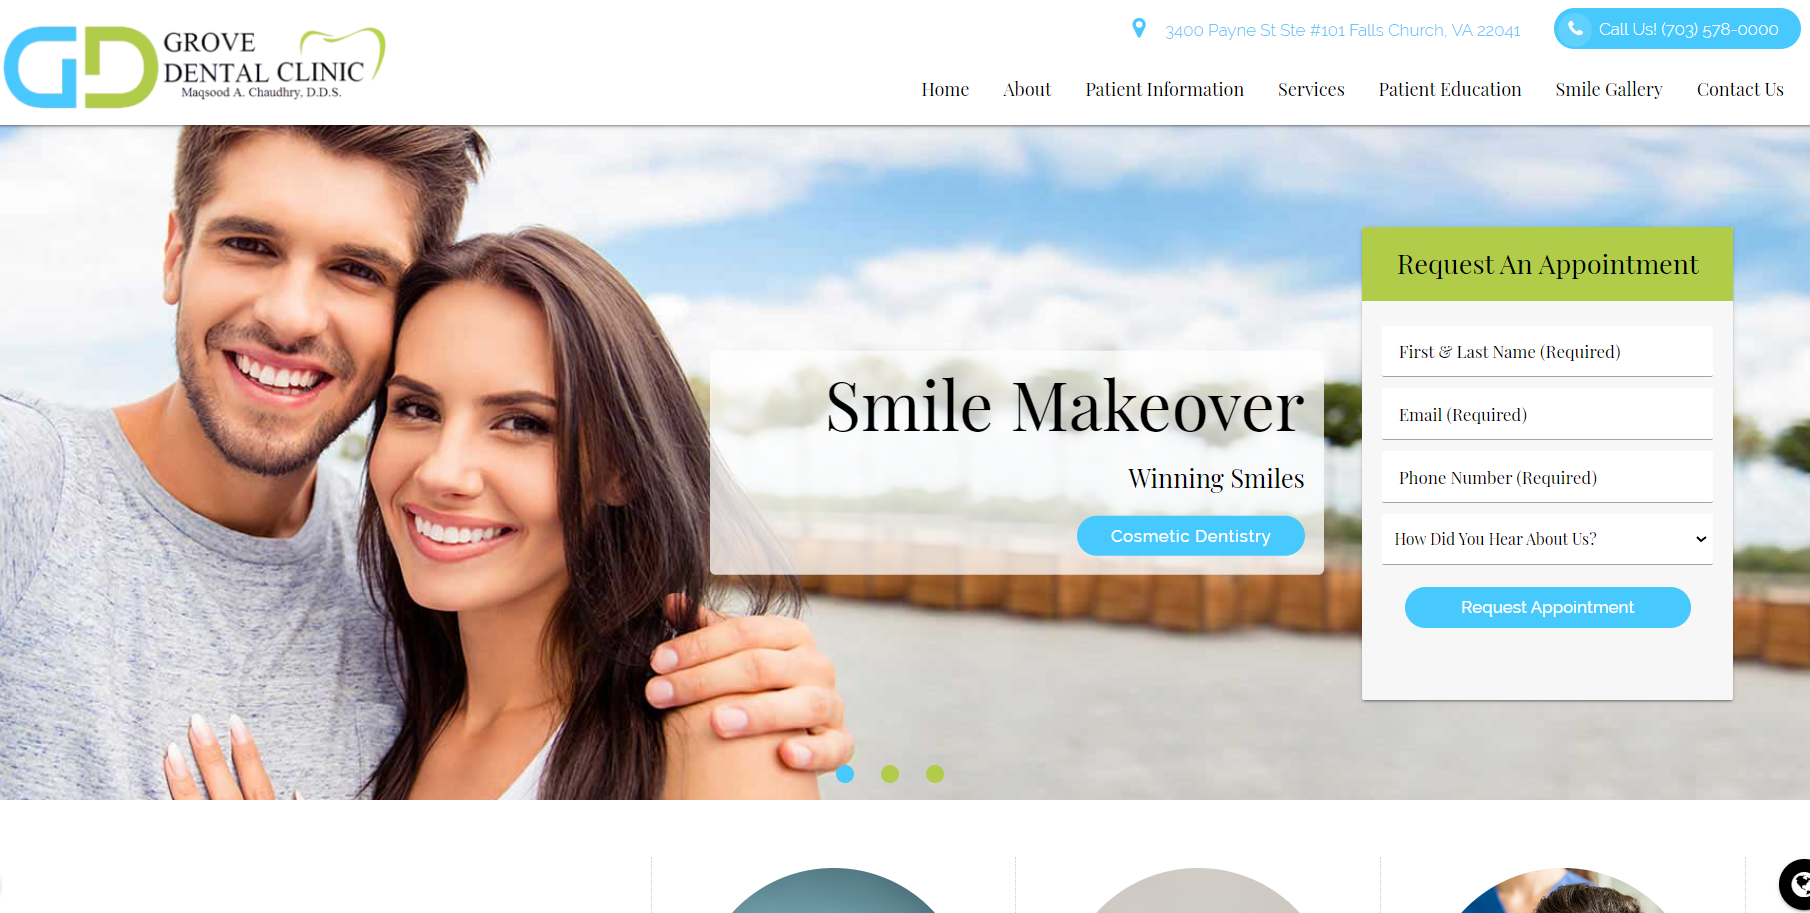 GROVE
DENTAL CLINIC
Maqsood A. Chaudhry, D.D.S.
3400 Payne St Ste #101 Falls Church, VA 22041
Call Us! (703) 578-0000
Home
About
Patient Information
Services
Patient Education
Smile Gallery
Contact Us
Smile Makeover
Winning Smiles
Cosmetic Dentistry
Request An Appointment
First & Last Name (Required)
Email (Required)
Phone Number (Required)
How Did You Hear About Us?
Request Appointment